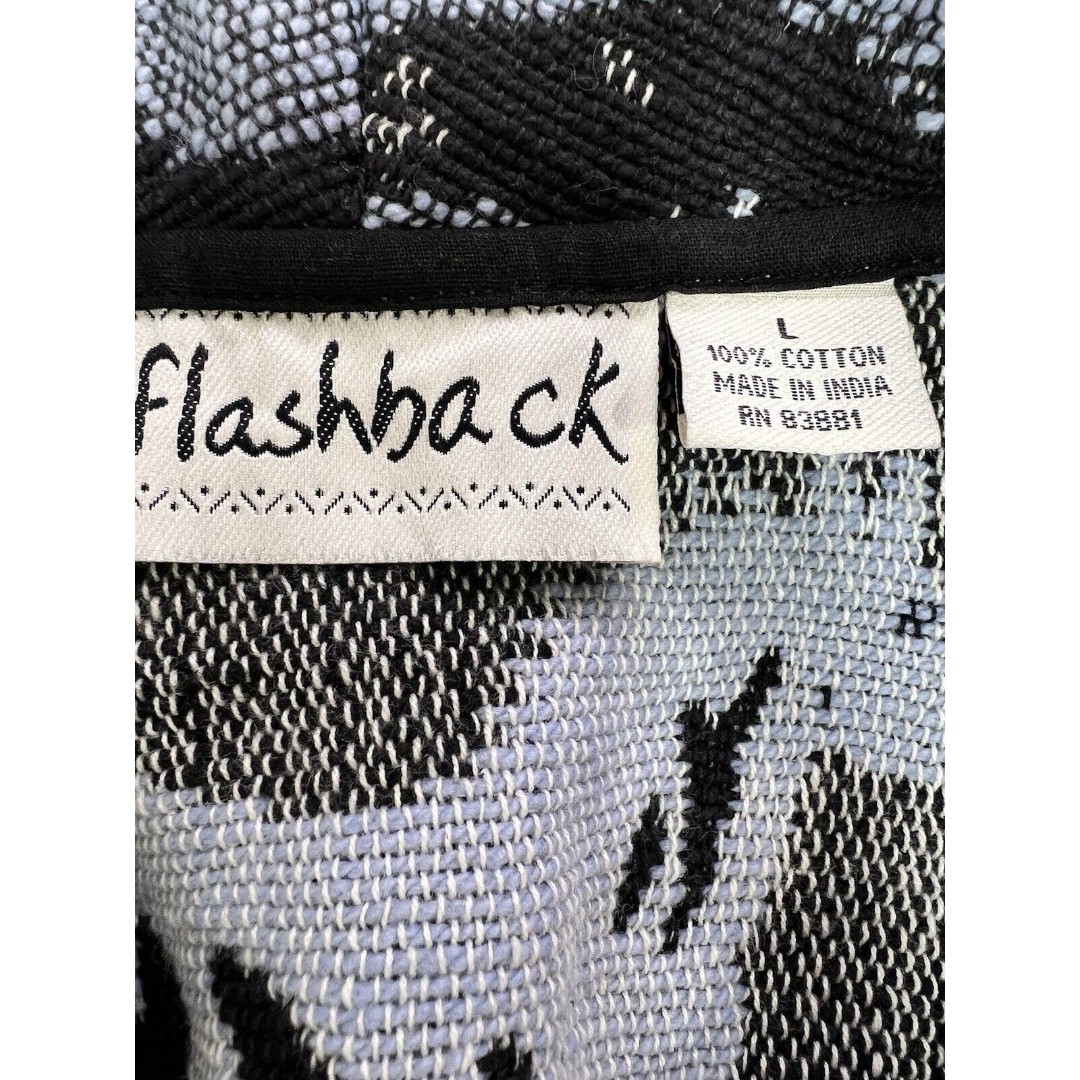 flashback
L
100% COTTON
MADE IN INDIA
RN 83881